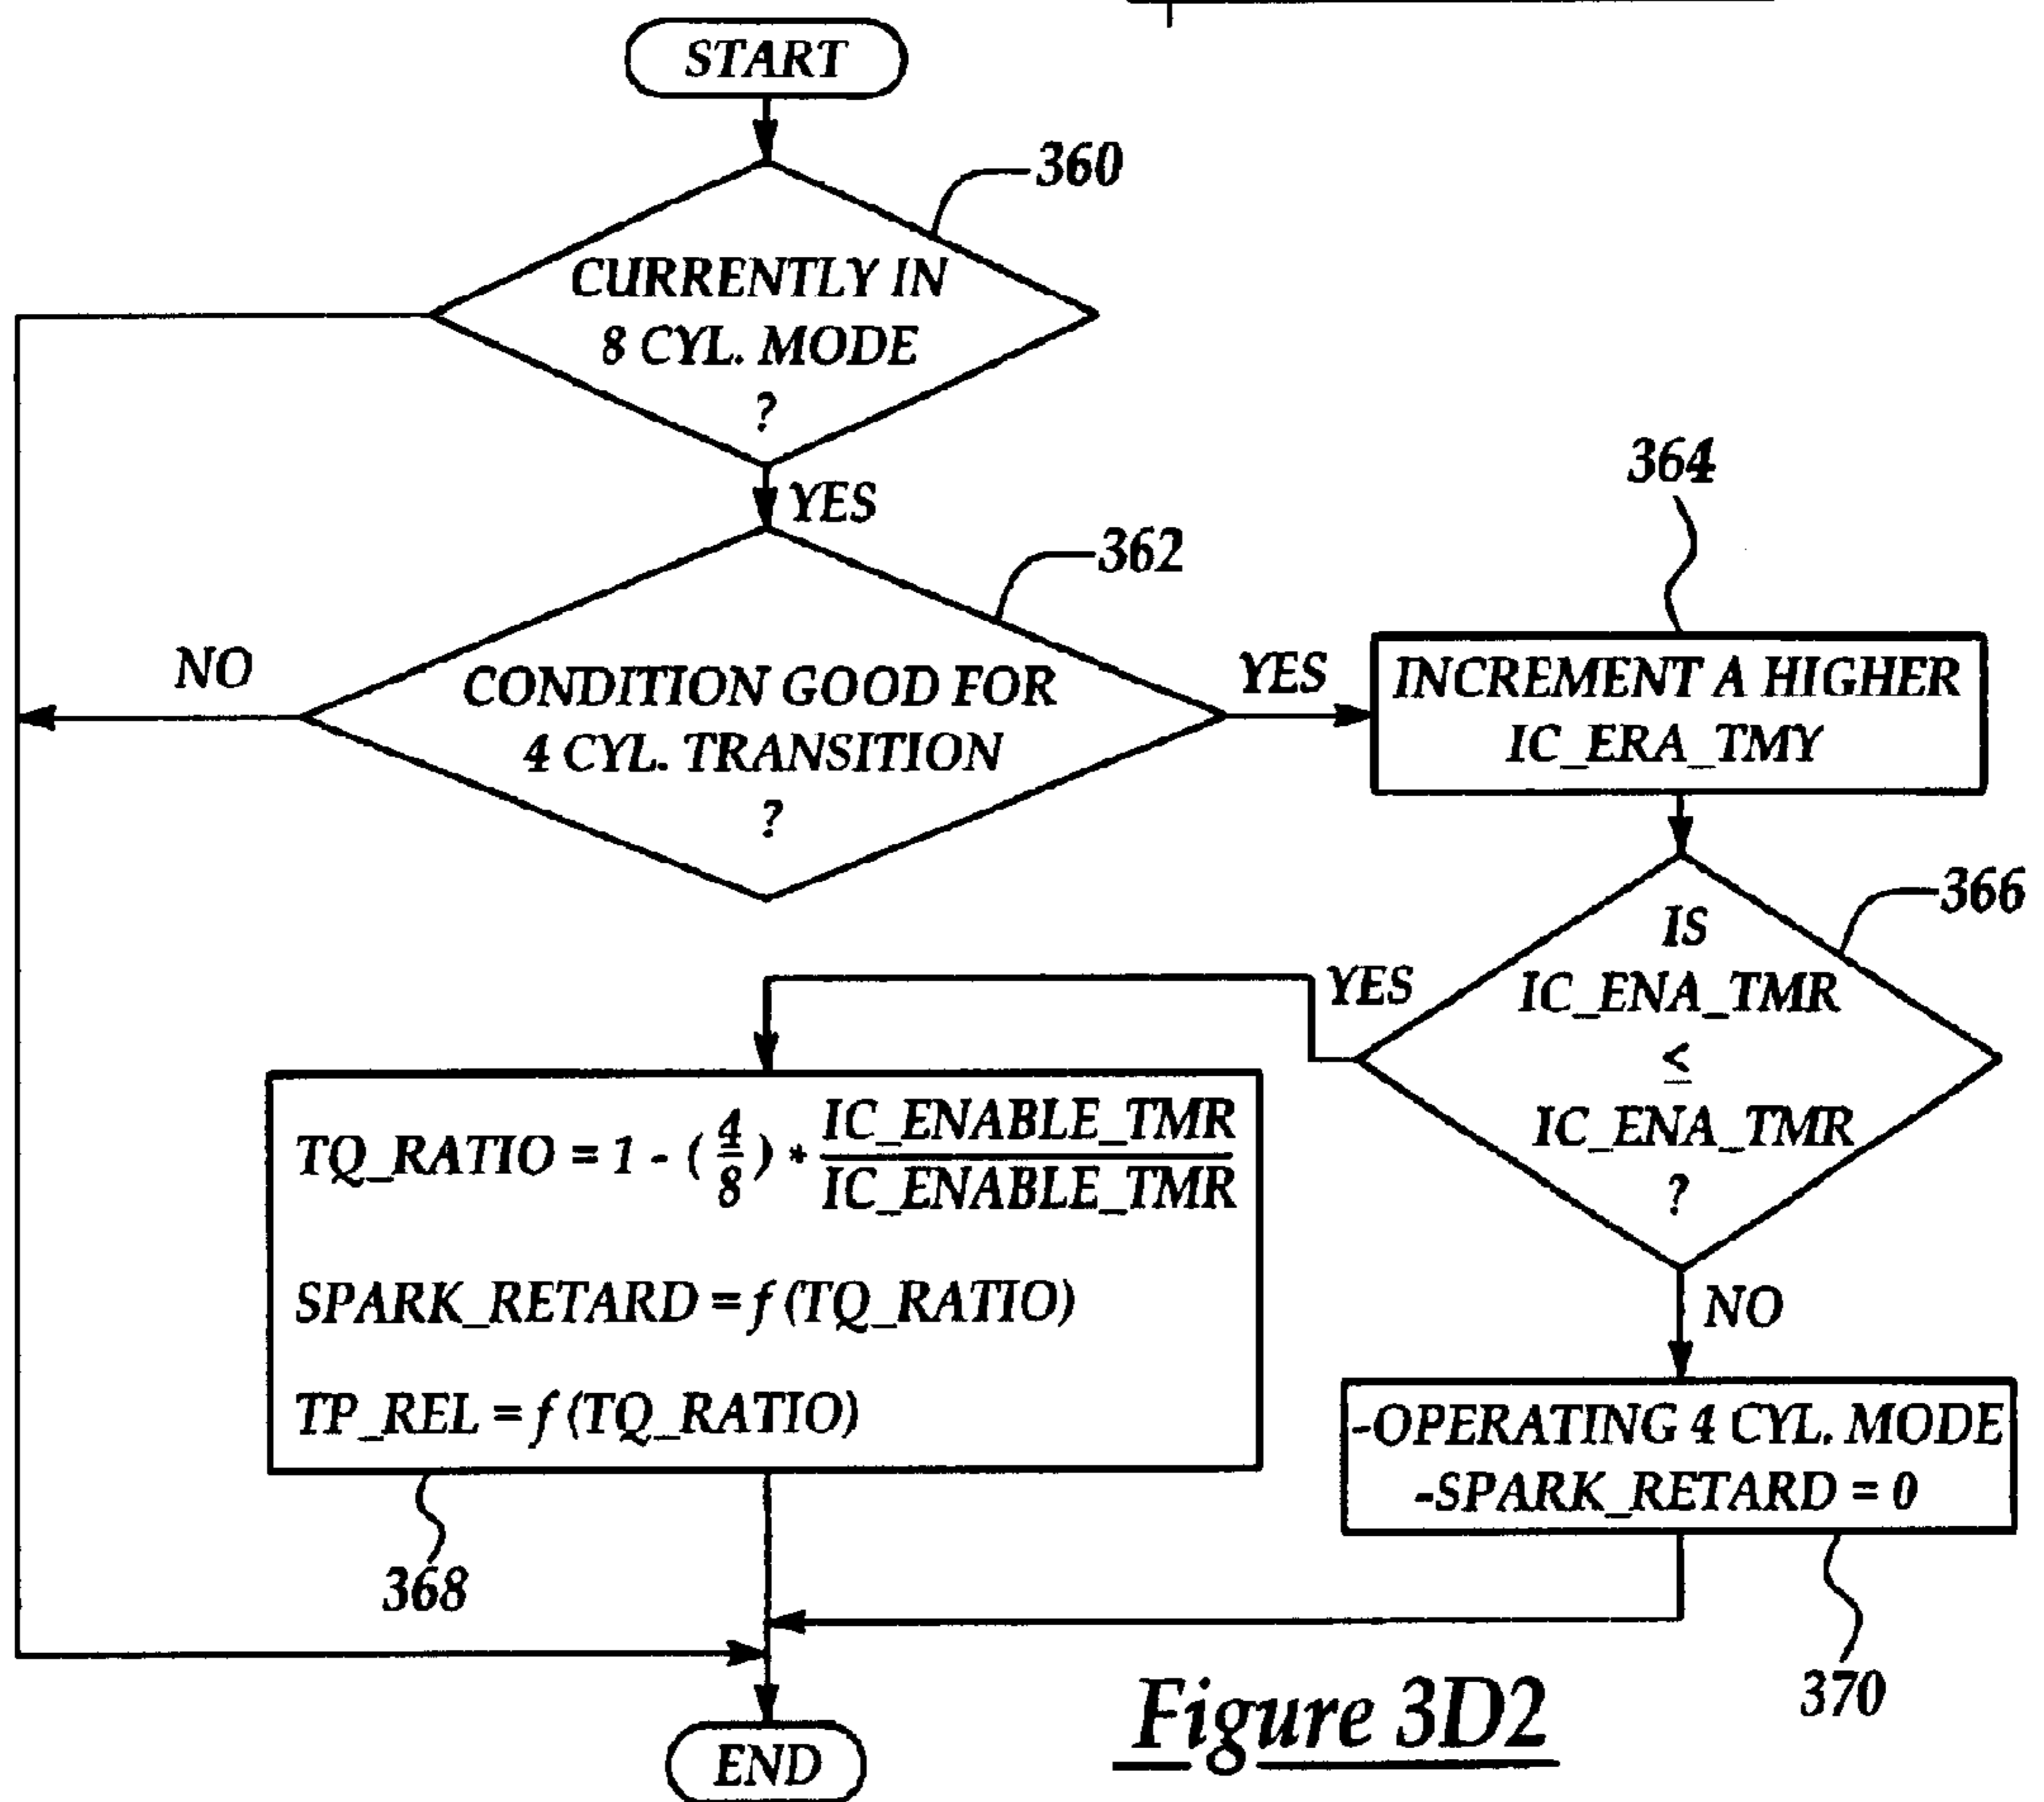 START
360
CURRENTLY IN
8 CYL. MODE
?
YES
362
364
NO
CONDITION GOOD FOR
4 CYL. TRANSITION
?
YES
INCREMENT A HIGHER
IC_ERA_TMY
366
IS
IC_ENA_TMR
≤
IC_ENA_TMR
?
YES
TQ_RATIO = 1 - (4/8) * IC_ENABLE_TMR/IC_ENABLE_TMR
SPARK_RETARD = f (TQ_RATIO)
TP_REL = f (TQ_RATIO)
NO
-OPERATING 4 CYL. MODE
-SPARK_RETARD = 0
368
370
END
Figure 3D2